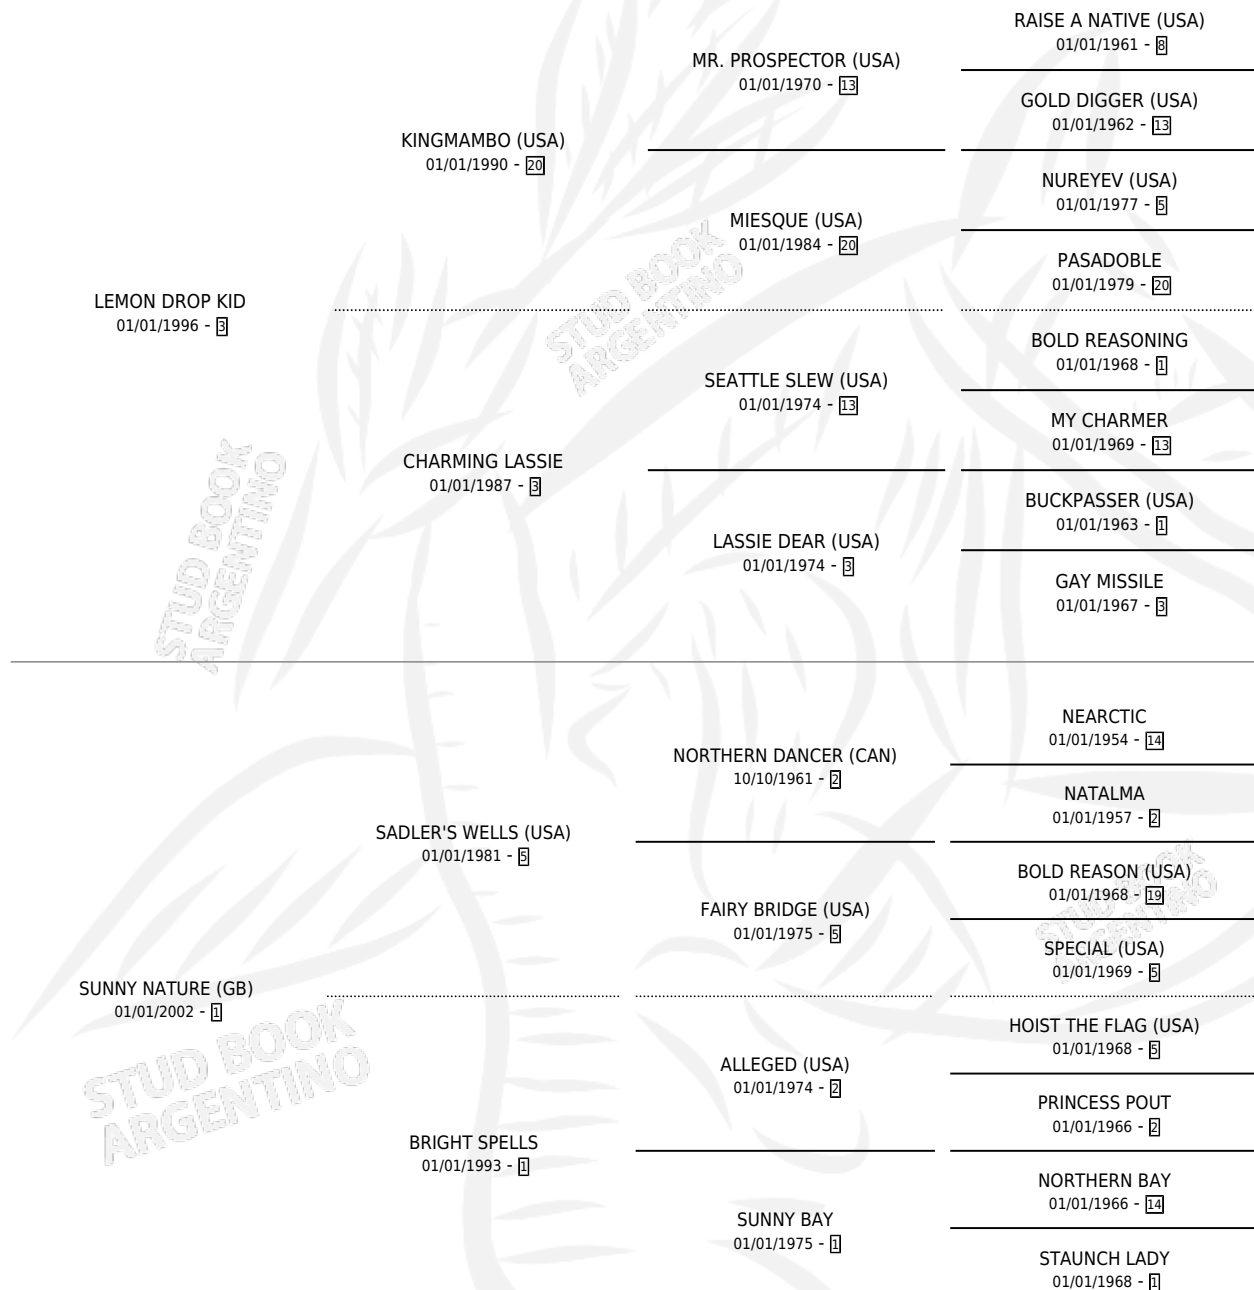 RAISE A NATIVE (USA)
01/01/1961 - 8
MR. PROSPECTOR (USA)
01/01/1970 - 13
GOLD DIGGER (USA)
01/01/1962 - 13
KINGMAMBO (USA)
01/01/1990 - 20
NUREYEV (USA)
01/01/1977 - 5
MIESQUE (USA)
01/01/1984 - 20
PASADOBLE
01/01/1979 - 20
LEMON DROP KID
01/01/1996 - 3
BOLD REASONING
01/01/1968 - 1
SEATTLE SLEW (USA)
01/01/1974 - 13
MY CHARMER
01/01/1969 - 13
CHARMING LASSIE
01/01/1987 - 3
BUCKPASSER (USA)
01/01/1963 - 1
LASSIE DEAR (USA)
01/01/1974 - 3
GAY MISSILE
01/01/1967 - 3
STUD BOOK
ARGENTINO
STUD BOOK
ARGENTINO
NEARCTIC
01/01/1954 - 14
NORTHERN DANCER (CAN)
10/10/1961 - 2
NATALMA
01/01/1957 - 2
SADLER'S WELLS (USA)
01/01/1981 - 5
BOLD REASON (USA)
01/01/1968 - 19
FAIRY BRIDGE (USA)
01/01/1975 - 5
SPECIAL (USA)
01/01/1969 - 5
SUNNY NATURE (GB)
01/01/2002 - 1
HOIST THE FLAG (USA)
01/01/1968 - 5
ALLEGED (USA)
01/01/1974 - 2
PRINCESS POUT
01/01/1966 - 2
BRIGHT SPELLS
01/01/1993 - 1
NORTHERN BAY
01/01/1966 - 14
SUNNY BAY
01/01/1975 - 1
STAUNCH LADY
01/01/1968 - 1
STUD BOOK
ARGENTINO
STUD BOOK
ARGENTINO